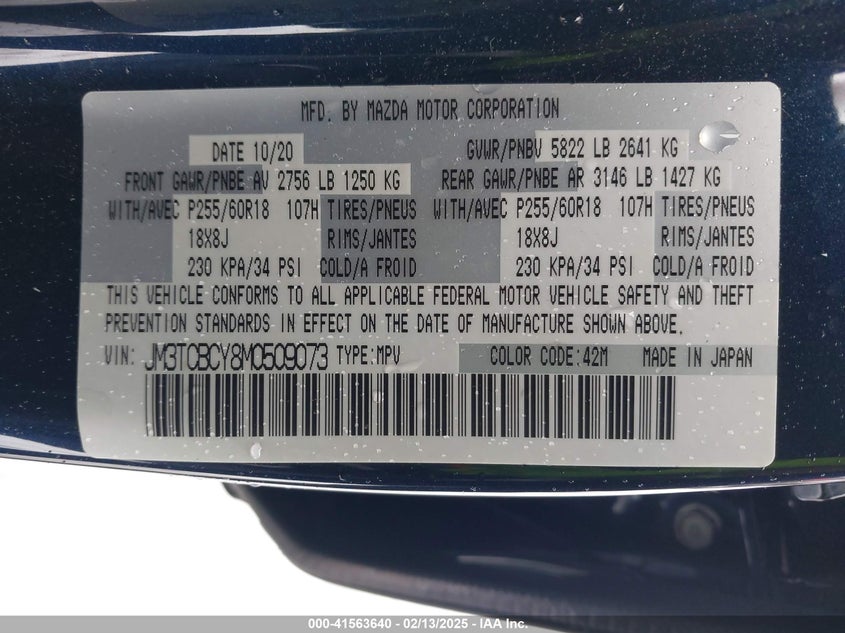 MFD. BY MAZDA MOTOR CORPORATION
DATE 10/20 GVWR/PNBV 5822 LB 2641 KG
FRONT GAWR/PNBE AV 2756 LB 1250 KG REAR GAWR/PNBE AR 3146 LB 1427 KG
WITH/AVEC P255/60R18 107H TIRES/PNEUS WITH/AVEC P255/60R18 107H TIRES/PNEUS
18X8J RIMS/JANTES 18X8J RIMS/JANTES
230 KPA/34 PSI COLD/A FROID 230 KPA/34 PSI COLD/A FROID
THIS VEHICLE CONFORMS TO ALL APPLICABLE FEDERAL MOTOR VEHICLE SAFETY AND THEFT
PREVENTION STANDARDS IN EFFECT ON THE DATE OF MANUFACTURE SHOWN ABOVE.
VIN: JM3TCBCY8M0509073 TYPE:MPV COLOR CODE:42M MADE IN JAPAN
000-41563640 - 02/13/2025 - IAA Inc.